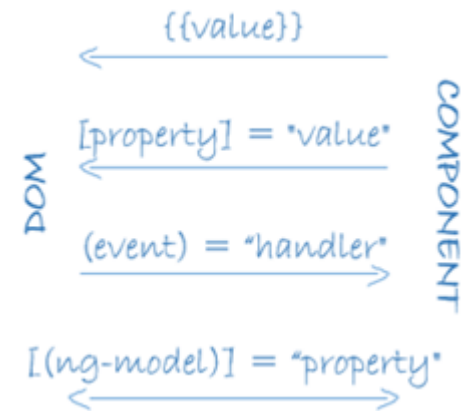 {{value}}
[property] = "value"
DOM
COMPONENT
(event) = "handler"
[(ng-model)] = "property"